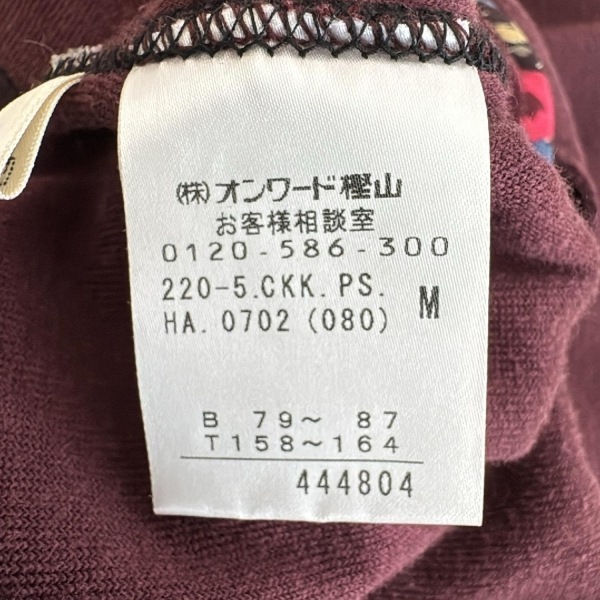 (株)オンワード樫山
お客様相談室
0120-586-300
220-5.CKK.PS.
HA.0702(080) M
B 79～ 87
T158～164
444804